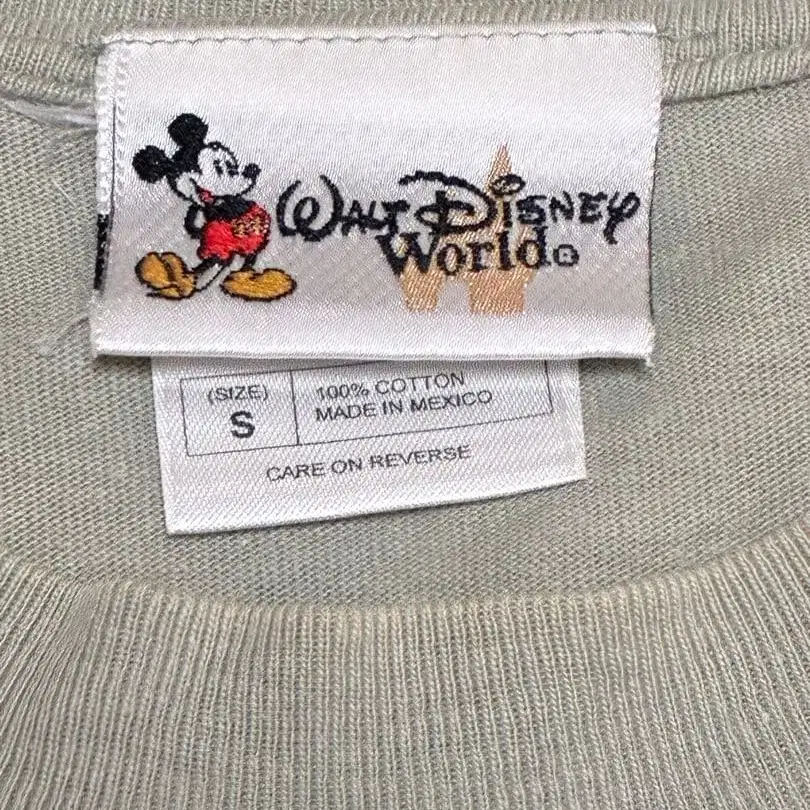 Walt Disney
World®
(SIZE)
S
100% COTTON
MADE IN MEXICO
CARE ON REVERSE